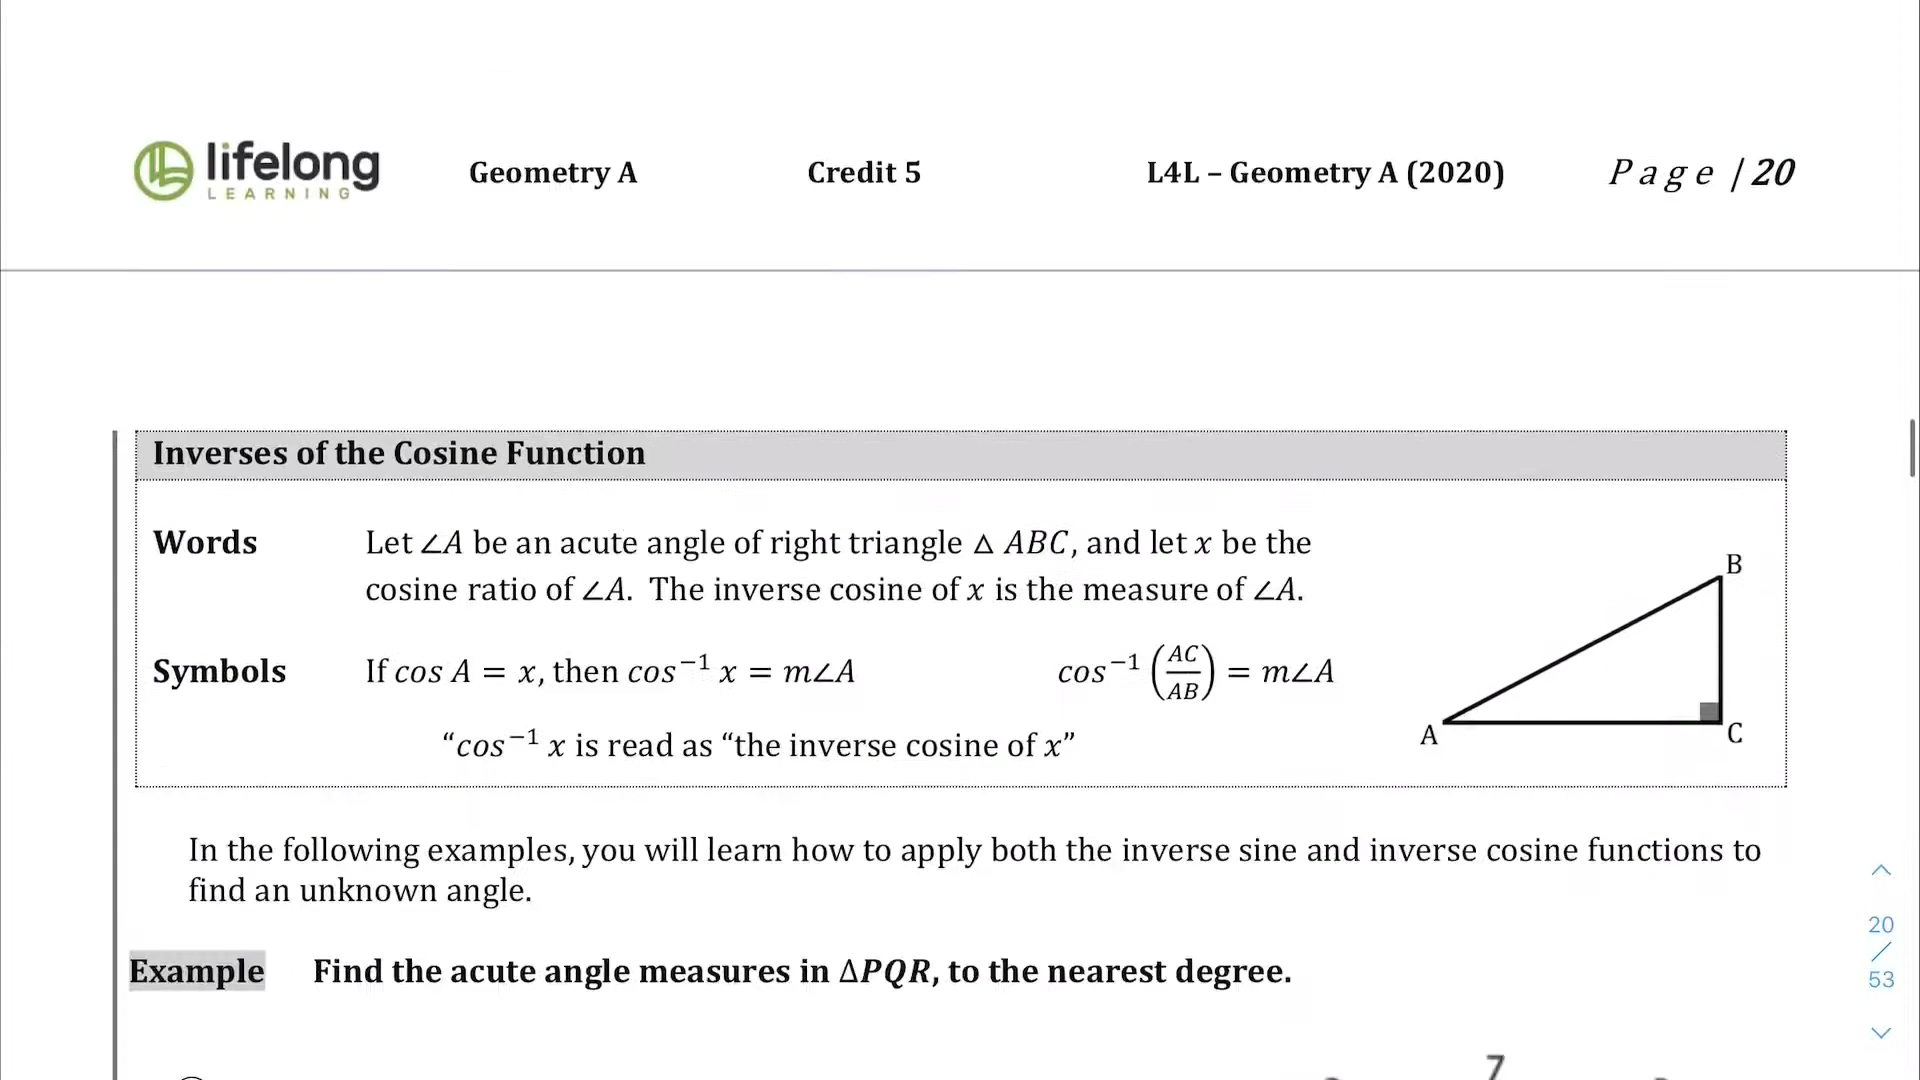 lifelong
LEARNING
Geometry A Credit 5 L4L – Geometry A (2020) Page | 20
Inverses of the Cosine Function
Words Let ∠A be an acute angle of right triangle △ ABC, and let x be the
cosine ratio of ∠A. The inverse cosine of x is the measure of ∠A.
Symbols If cos A = x, then cos⁻¹ x = m∠A cos⁻¹ (AC/AB) = m∠A
“cos⁻¹ x is read as “the inverse cosine of x”
B
A
C
In the following examples, you will learn how to apply both the inverse sine and inverse cosine functions to
find an unknown angle.
Example Find the acute angle measures in ΔPQR, to the nearest degree.
7
20
/
53